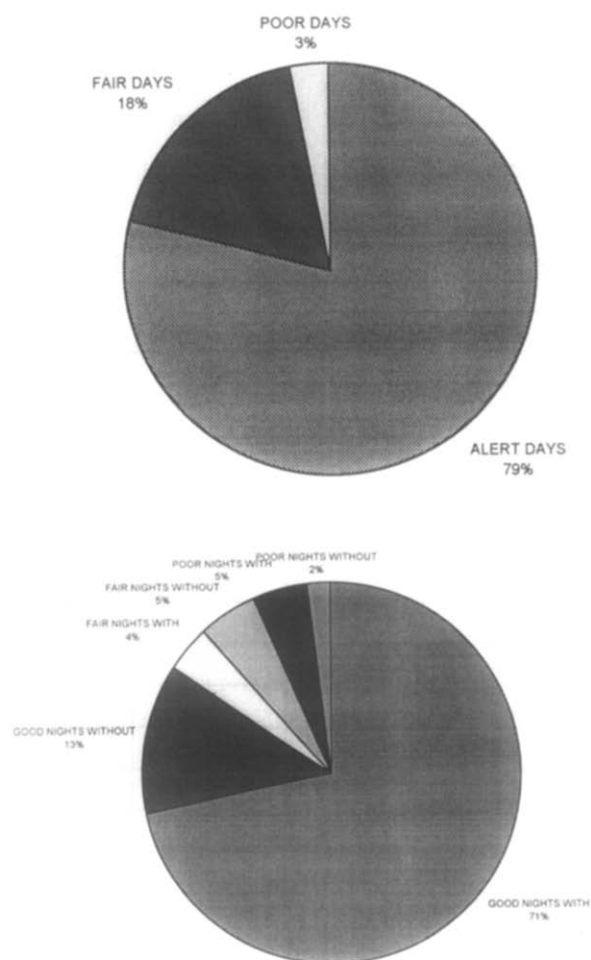 POOR DAYS
3%
FAIR DAYS
18%
ALERT DAYS
79%
POOR NIGHTS WITHOUT
2%
POOR NIGHTS WITH
5%
FAIR NIGHTS WITHOUT
5%
FAIR NIGHTS WITH
4%
GOOD NIGHTS WITHOUT
13%
GOOD NIGHTS WITH
71%